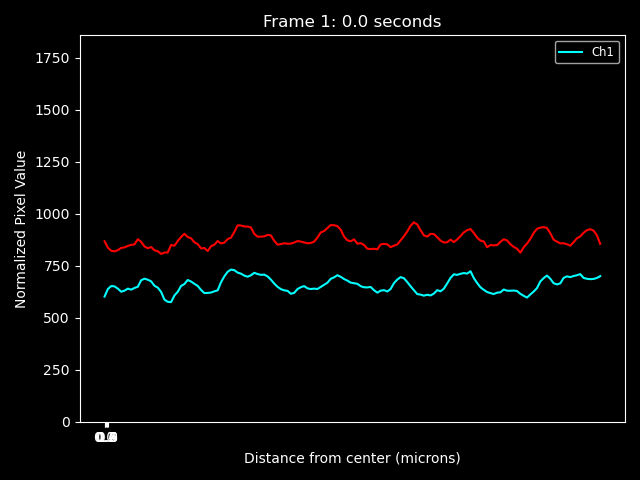 Frame 1: 0.0 seconds
Ch1
1750
1500
1250
1000
750
500
250
0
Normalized Pixel Value
Distance from center (microns)